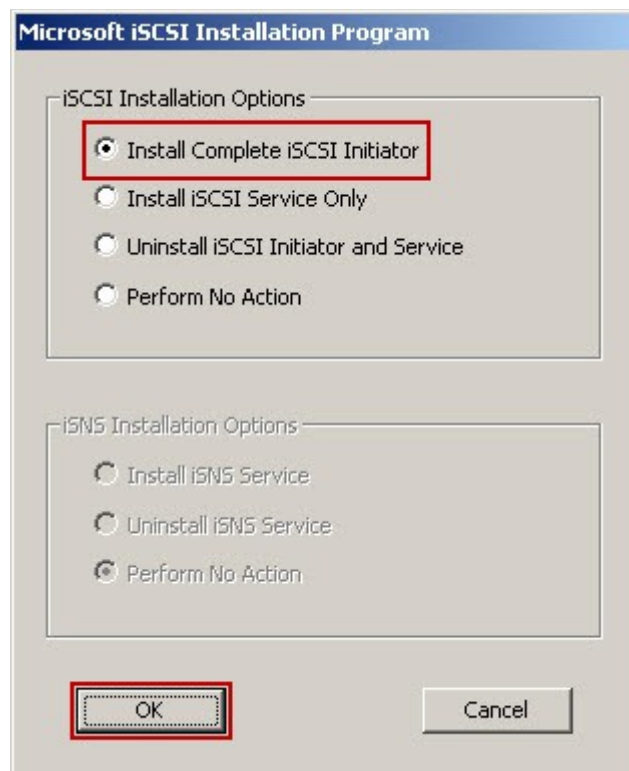 Microsoft iSCSI Installation Program
iSCSI Installation Options
Install Complete iSCSI Initiator
Install iSCSI Service Only
Uninstall iSCSI Initiator and Service
Perform No Action
iSNS Installation Options
Install iSNS Service
Uninstall iSNS Service
Perform No Action
OK
Cancel